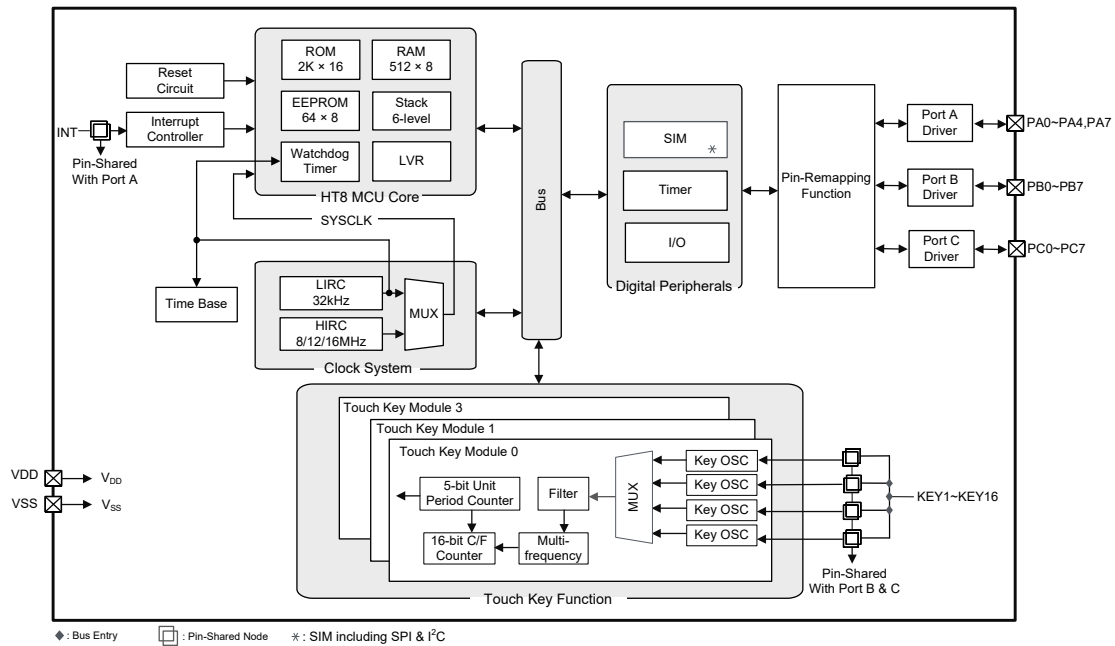 ROM
2K × 16
RAM
512 × 8
Reset
Circuit
EEPROM
64 × 8
Stack
6-level
INT
Interrupt
Controller
Pin-Shared
With Port A
Watchdog
Timer
LVR
HT8 MCU Core
SYSCLK
Bus
SIM
*
Timer
I/O
Digital Peripherals
Pin-Remapping
Function
Port A
Driver
PA0~PA4,PA7
Port B
Driver
PB0~PB7
Port C
Driver
PC0~PC7
Time Base
LIRC
32kHz
HIRC
8/12/16MHz
MUX
Clock System
Touch Key Module 3
Touch Key Module 1
Touch Key Module 0
5-bit Unit
Period Counter
Filter
16-bit C/F
Counter
Multi-
frequency
MUX
Key OSC
Key OSC
Key OSC
Key OSC
KEY1~KEY16
Pin-Shared
With Port B & C
Touch Key Function
VDD
VDD
VSS
VSS
: Bus Entry
: Pin-Shared Node
* : SIM including SPI & I²C